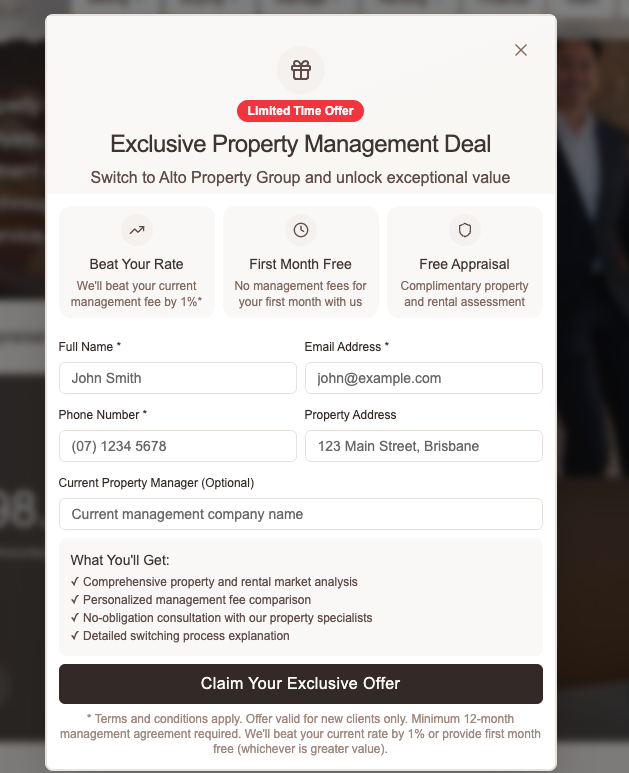 Limited Time Offer
Exclusive Property Management Deal
Switch to Alto Property Group and unlock exceptional value
Beat Your Rate
We'll beat your current
management fee by 1%*
First Month Free
No management fees for
your first month with us
Free Appraisal
Complimentary property
and rental assessment
Full Name *
Email Address *
John Smith
john@example.com
Phone Number *
Property Address
(07) 1234 5678
123 Main Street, Brisbane
Current Property Manager (Optional)
Current management company name
What You'll Get:
✓ Comprehensive property and rental market analysis
✓ Personalized management fee comparison
✓ No-obligation consultation with our property specialists
✓ Detailed switching process explanation
Claim Your Exclusive Offer
* Terms and conditions apply. Offer valid for new clients only. Minimum 12-month
management agreement required. We'll beat your current rate by 1% or provide first month
free (whichever is greater value).
98.